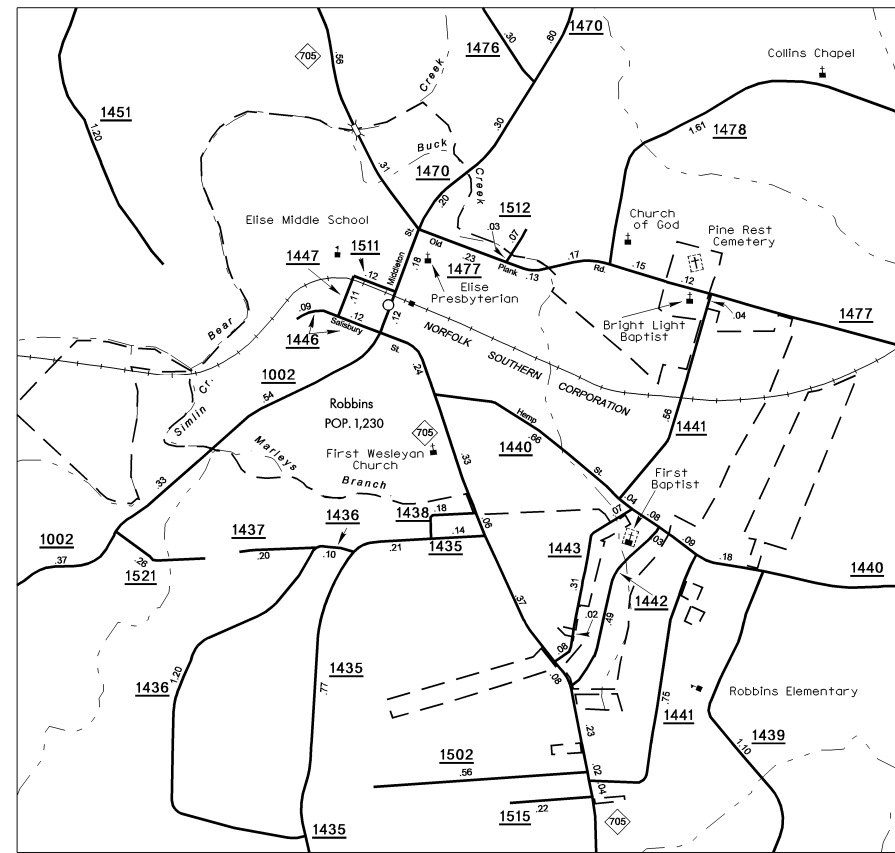 705
.56
.30
1476
.60
1470
Collins Chapel
1451
1.20
Creek
.30
1.61
1478
Buck
1470
Creek
.31
.20
1512
Elise Middle School
St.
Old
.03
.07
Church
of God
Pine Rest
Cemetery
1447
1511
.12
Middleton
.18
.23
1477
Plank
.13
.17
Rd.
.15
.12
Elise
Presbyterian
.11
.09
.12
.12
Salisbury
St.
1446
Bear
NORFOLK SOUTHERN CORPORATION
Bright Light
Baptist
.04
1477
.24
1002
.54
Simlin Cr.
Robbins
POP. 1,230
705
Hemp
.66
St.
1440
.56
1441
Marleys
Branch
First Wesleyan
Church
.33
First
Baptist
.33
.04
.07
.08
1438
.18
.06
1436
1437
.14
.03
.09
1002
.37
.26
1521
.20
.10
.21
1435
1443
.18
1440
.31
1442
.02
.49
.37
1.20
1436
1435
.77
.08
.08
Robbins Elementary
.75
1441
1439
1.10
.23
1502
.56
.02
.04
1515
.22
705
1435